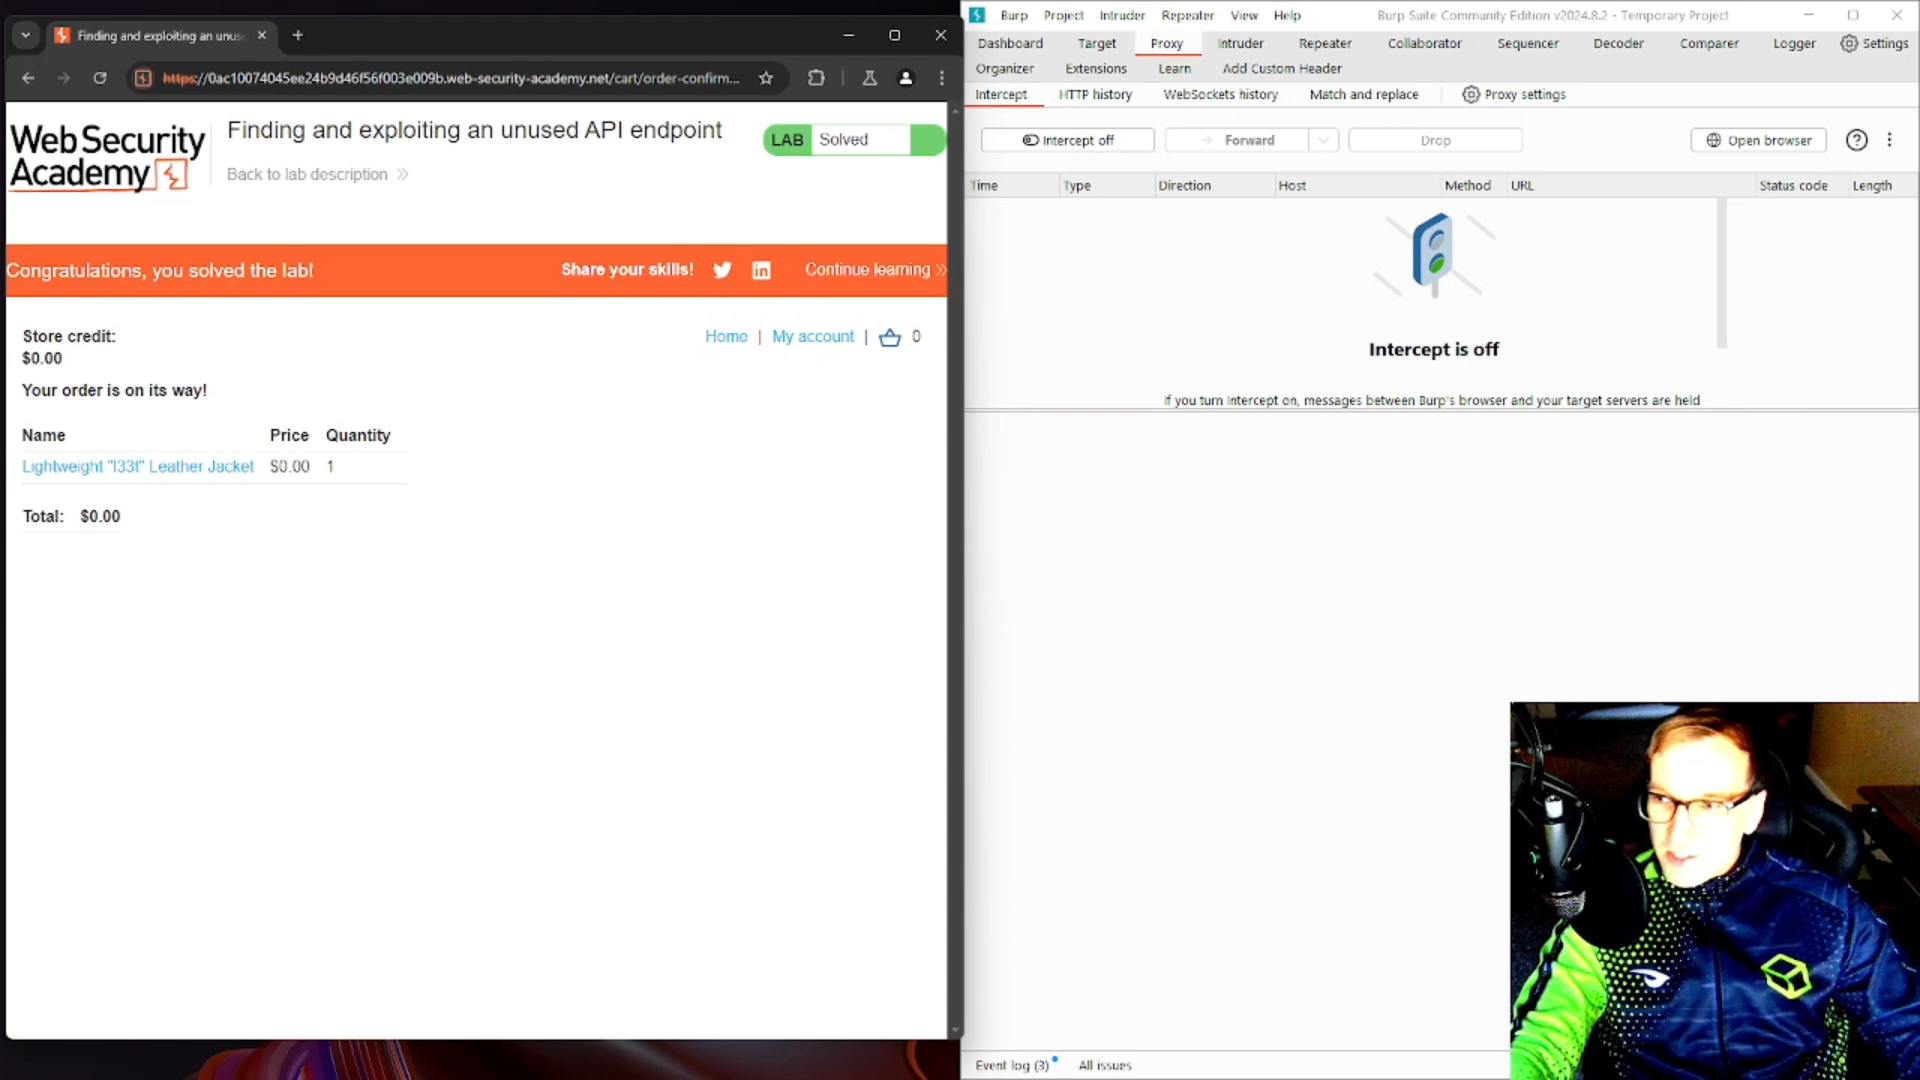 Finding and exploiting an unus
https://0ac10074045ee24b9d46f56f003e009b.web-security-academy.net/cart/order-confirm...
Web Security
Academy
Finding and exploiting an unused API endpoint
Back to lab description
LAB Solved
Congratulations, you solved the lab!
Share your skills!
Continue learning
Store credit:
$0.00
Home | My account | 0
Your order is on its way!
Name Price Quantity
Lightweight "l33t" Leather Jacket $0.00 1
Total: $0.00
Burp Project Intruder Repeater View Help Burp Suite Community Edition v2024.8.2 - Temporary Project
Dashboard Target Proxy Intruder Repeater Collaborator Sequencer Decoder Comparer Logger Settings
Organizer Extensions Learn Add Custom Header
Intercept HTTP history WebSockets history Match and replace Proxy settings
Intercept off Forward Drop Open browser
Time Type Direction Host Method URL Status code Length
Intercept is off
If you turn Intercept on, messages between Burp's browser and your target servers are held
Event log (3) All issues